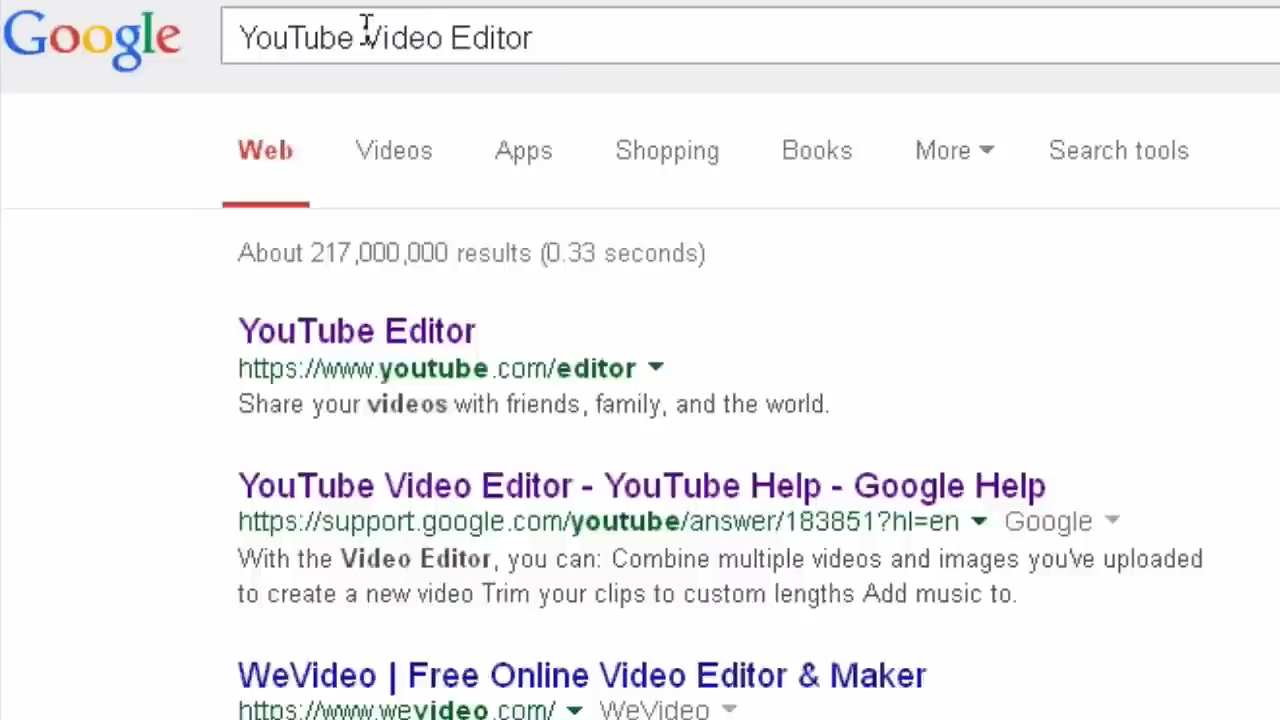 Google YouTube Video Editor
Web Videos Apps Shopping Books More Search tools
About 217,000,000 results (0.33 seconds)
YouTube Editor
https://www.youtube.com/editor
Share your videos with friends, family, and the world.
YouTube Video Editor - YouTube Help - Google Help
https://support.google.com/youtube/answer/183851?hl=en Google
With the Video Editor, you can: Combine multiple videos and images you've uploaded
to create a new video Trim your clips to custom lengths Add music to.
WeVideo | Free Online Video Editor & Maker
https://www.wevideo.com/ WeVideo